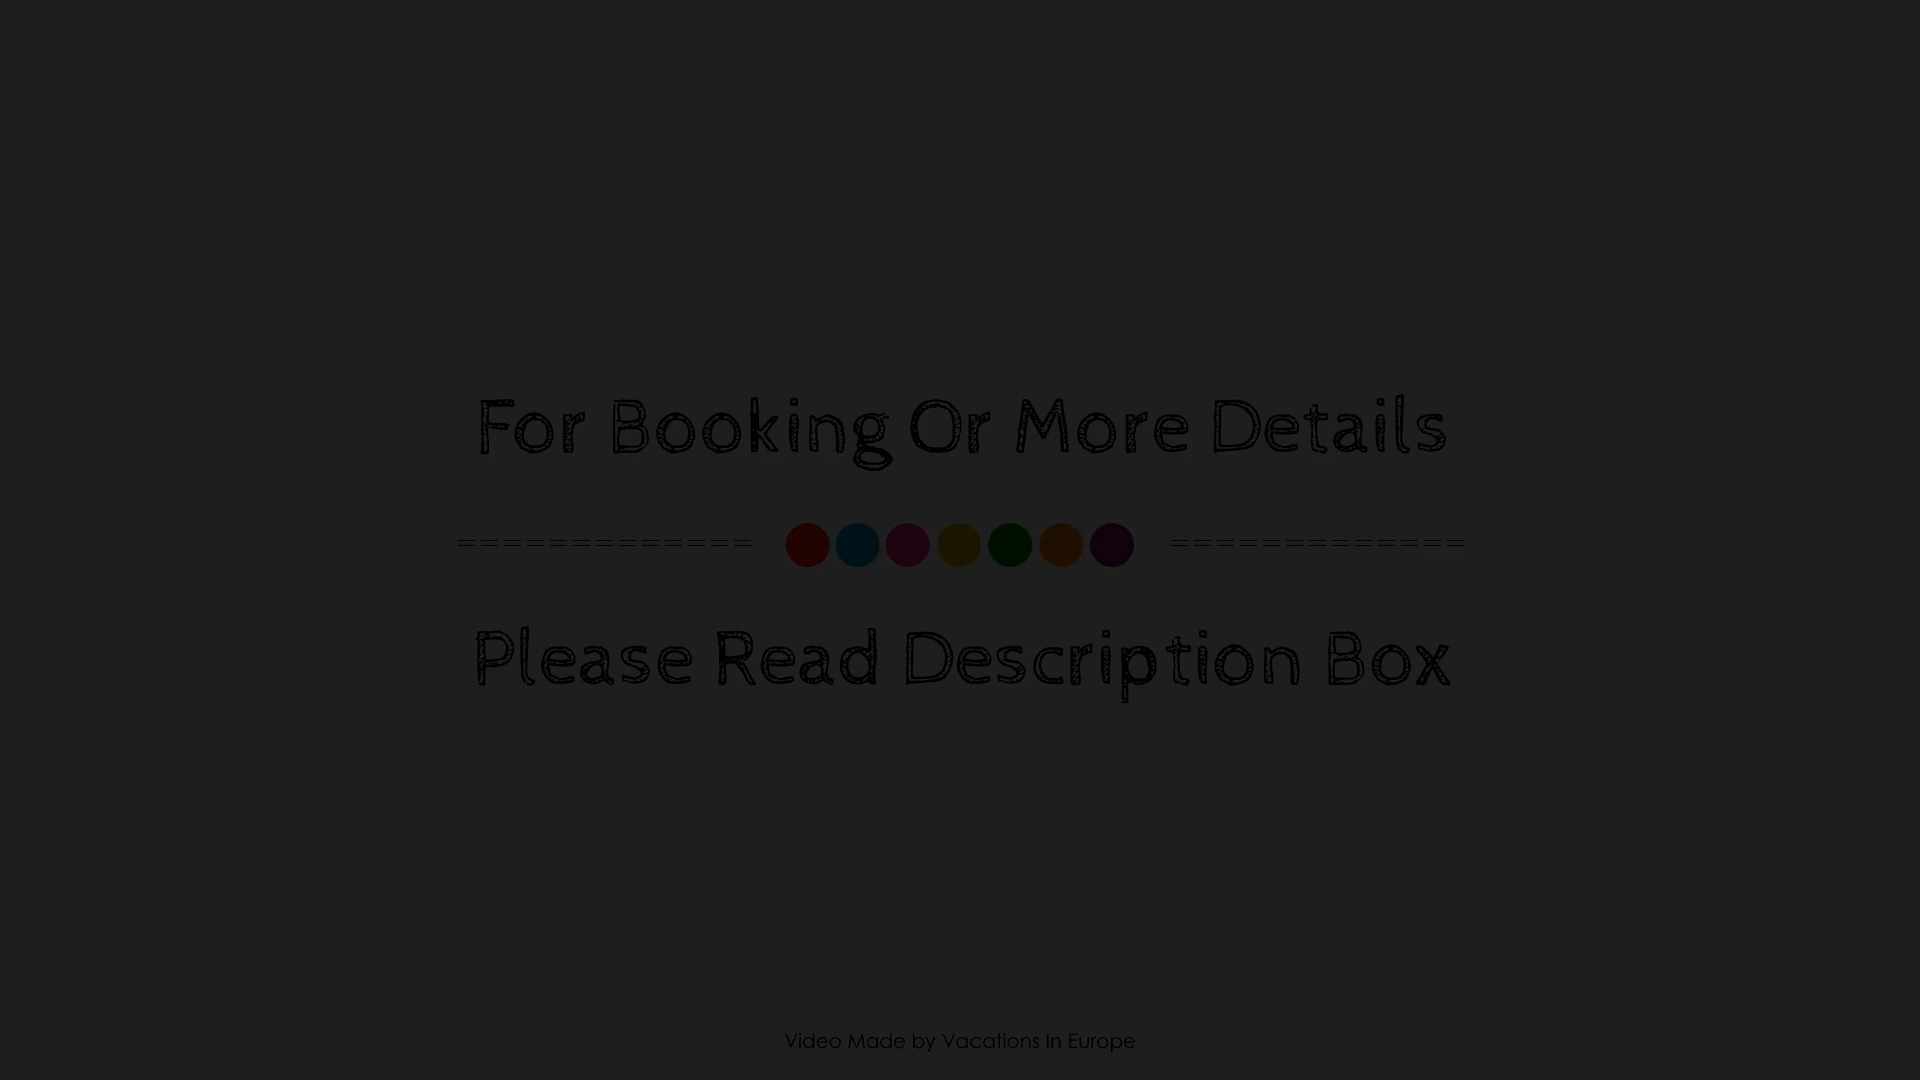 For Booking Or More Details
============= =============
Please Read Description Box
Video Made by Vacations In Europe